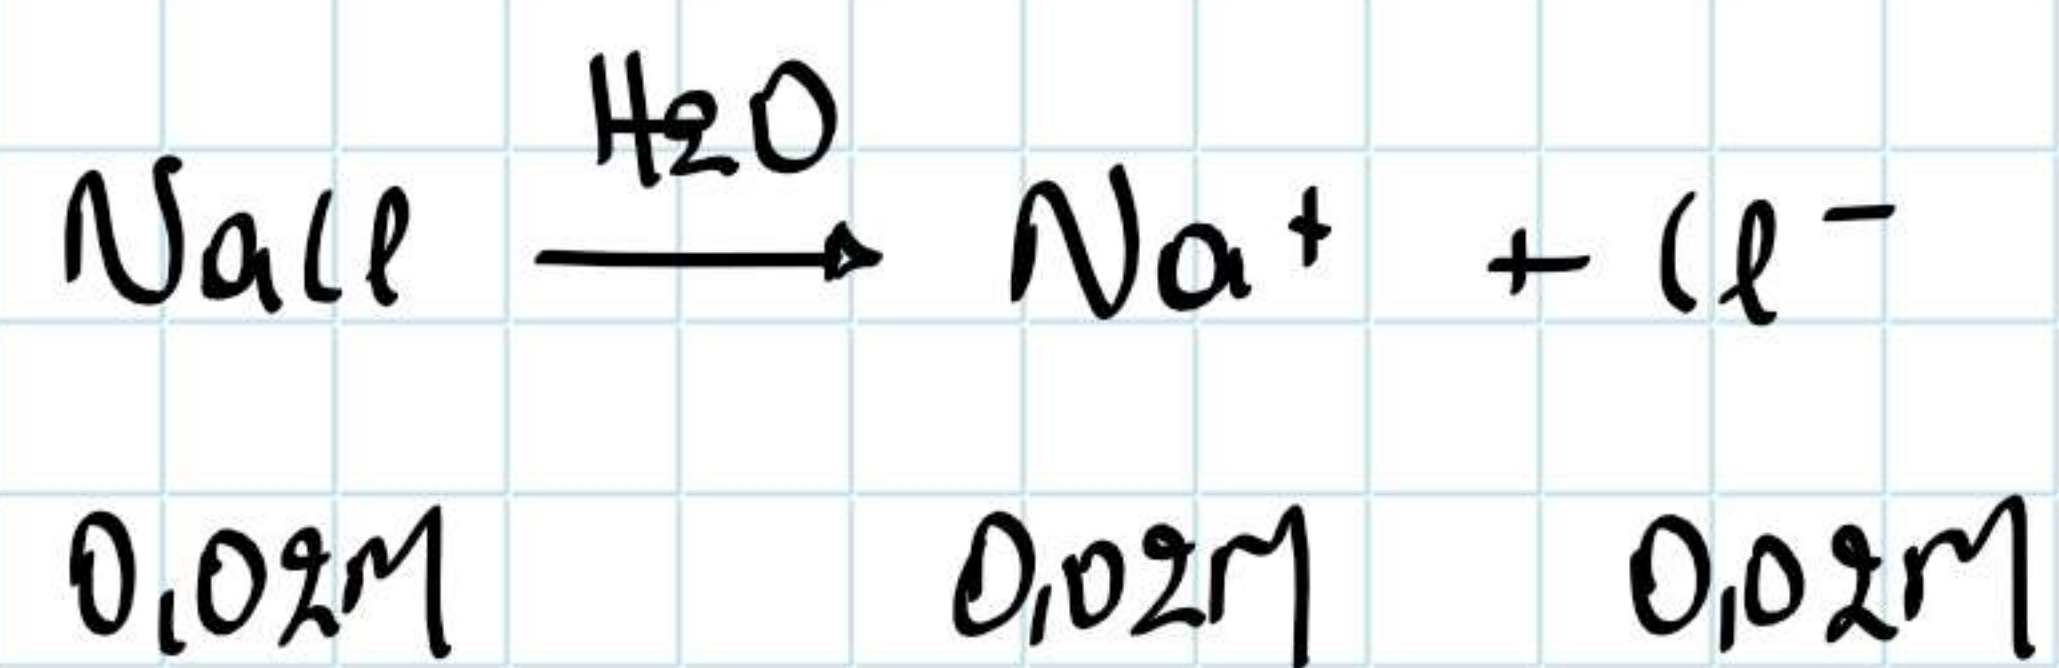 H2O
NaCl → Na+ + Cl-
0,02M 0,02M 0,02M